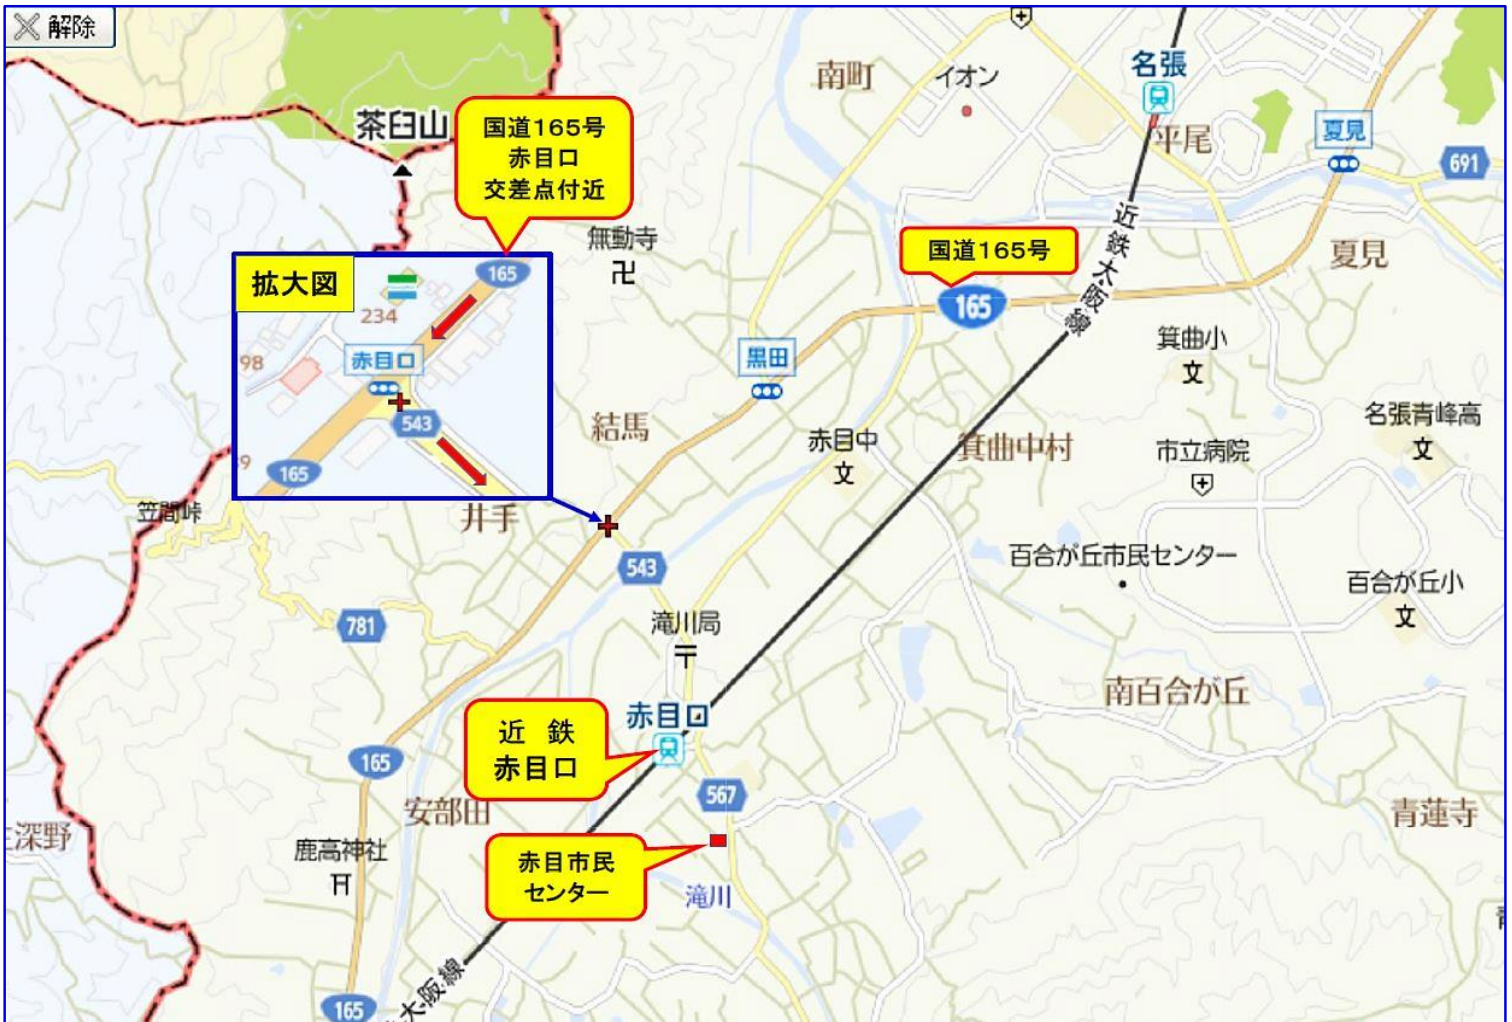 解除
名張
南町
イオン
国道165号
赤目口
交差点付近
茶臼山
夏見
平尾
691
近鉄大阪線
無動寺
国道165号
夏見
拡大図
165
165
234
箕曲小
文
赤目口
98
黒田
543
結馬
赤目中
文
箕曲中村
名張青峰高
文
市立病院
165
笠間峠
井手
543
百合が丘市民センター
百合が丘小
文
781
滝川局
南百合が丘
近 鉄
赤目口
赤目口
165
567
安部田
青蓮寺
深野
鹿高神社
赤目市民
センター
滝川
大阪線
165